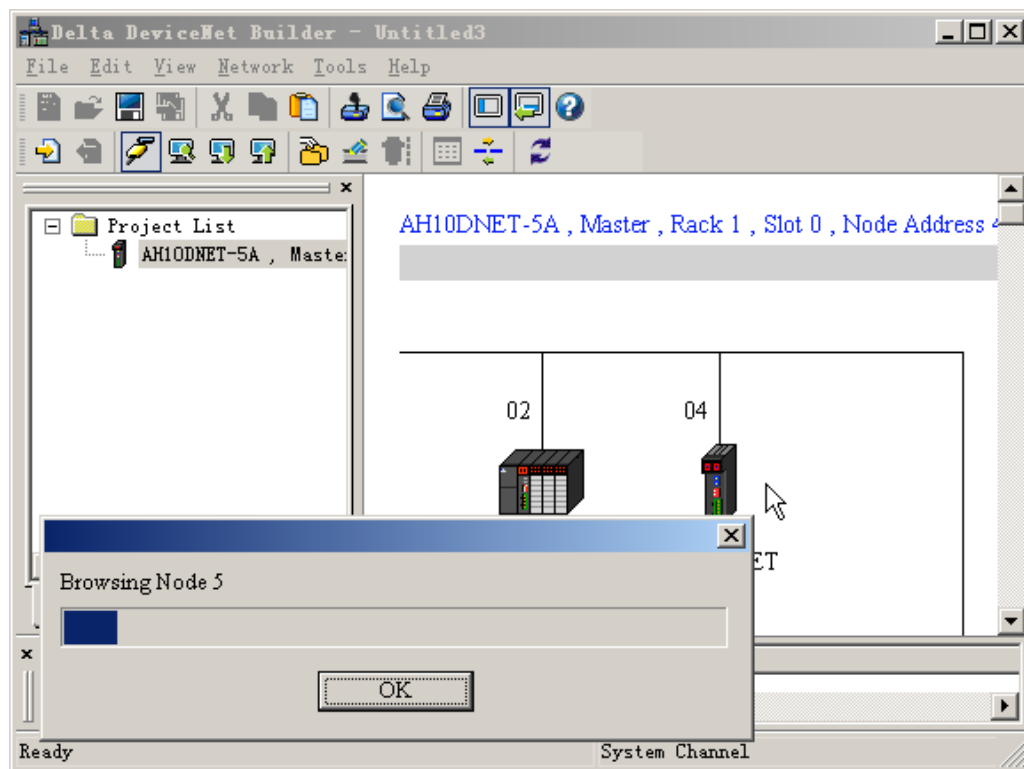 Delta DeviceNet Builder - Untitled3
File Edit View Network Tools Help
Project List
AH10DNET-5A , Maste
AH10DNET-5A , Master , Rack 1 , Slot 0 , Node Address 4
02
04
ET
Browsing Node 5
OK
Ready
System Channel